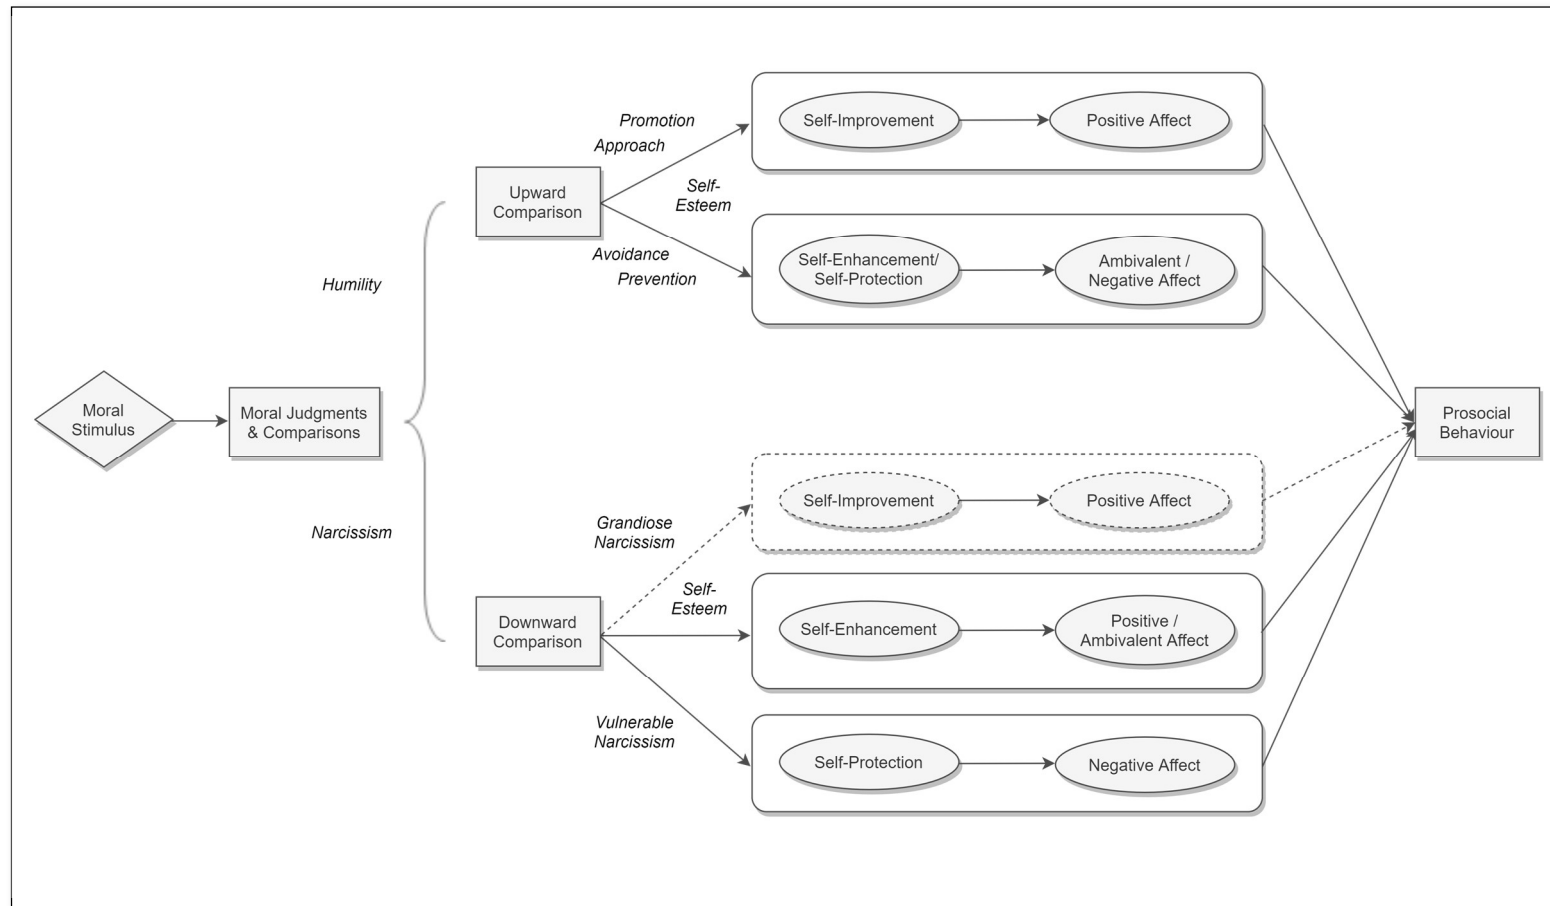 Promotion
Approach
Self-Improvement
Positive Affect
Upward
Comparison
Self-
Esteem
Avoidance
Prevention
Self-Enhancement/
Self-Protection
Ambivalent /
Negative Affect
Humility
Moral
Stimulus
Moral Judgments
& Comparisons
Prosocial
Behaviour
Narcissism
Grandiose
Narcissism
Self-Improvement
Positive Affect
Self-
Esteem
Downward
Comparison
Self-Enhancement
Positive /
Ambivalent Affect
Vulnerable
Narcissism
Self-Protection
Negative Affect